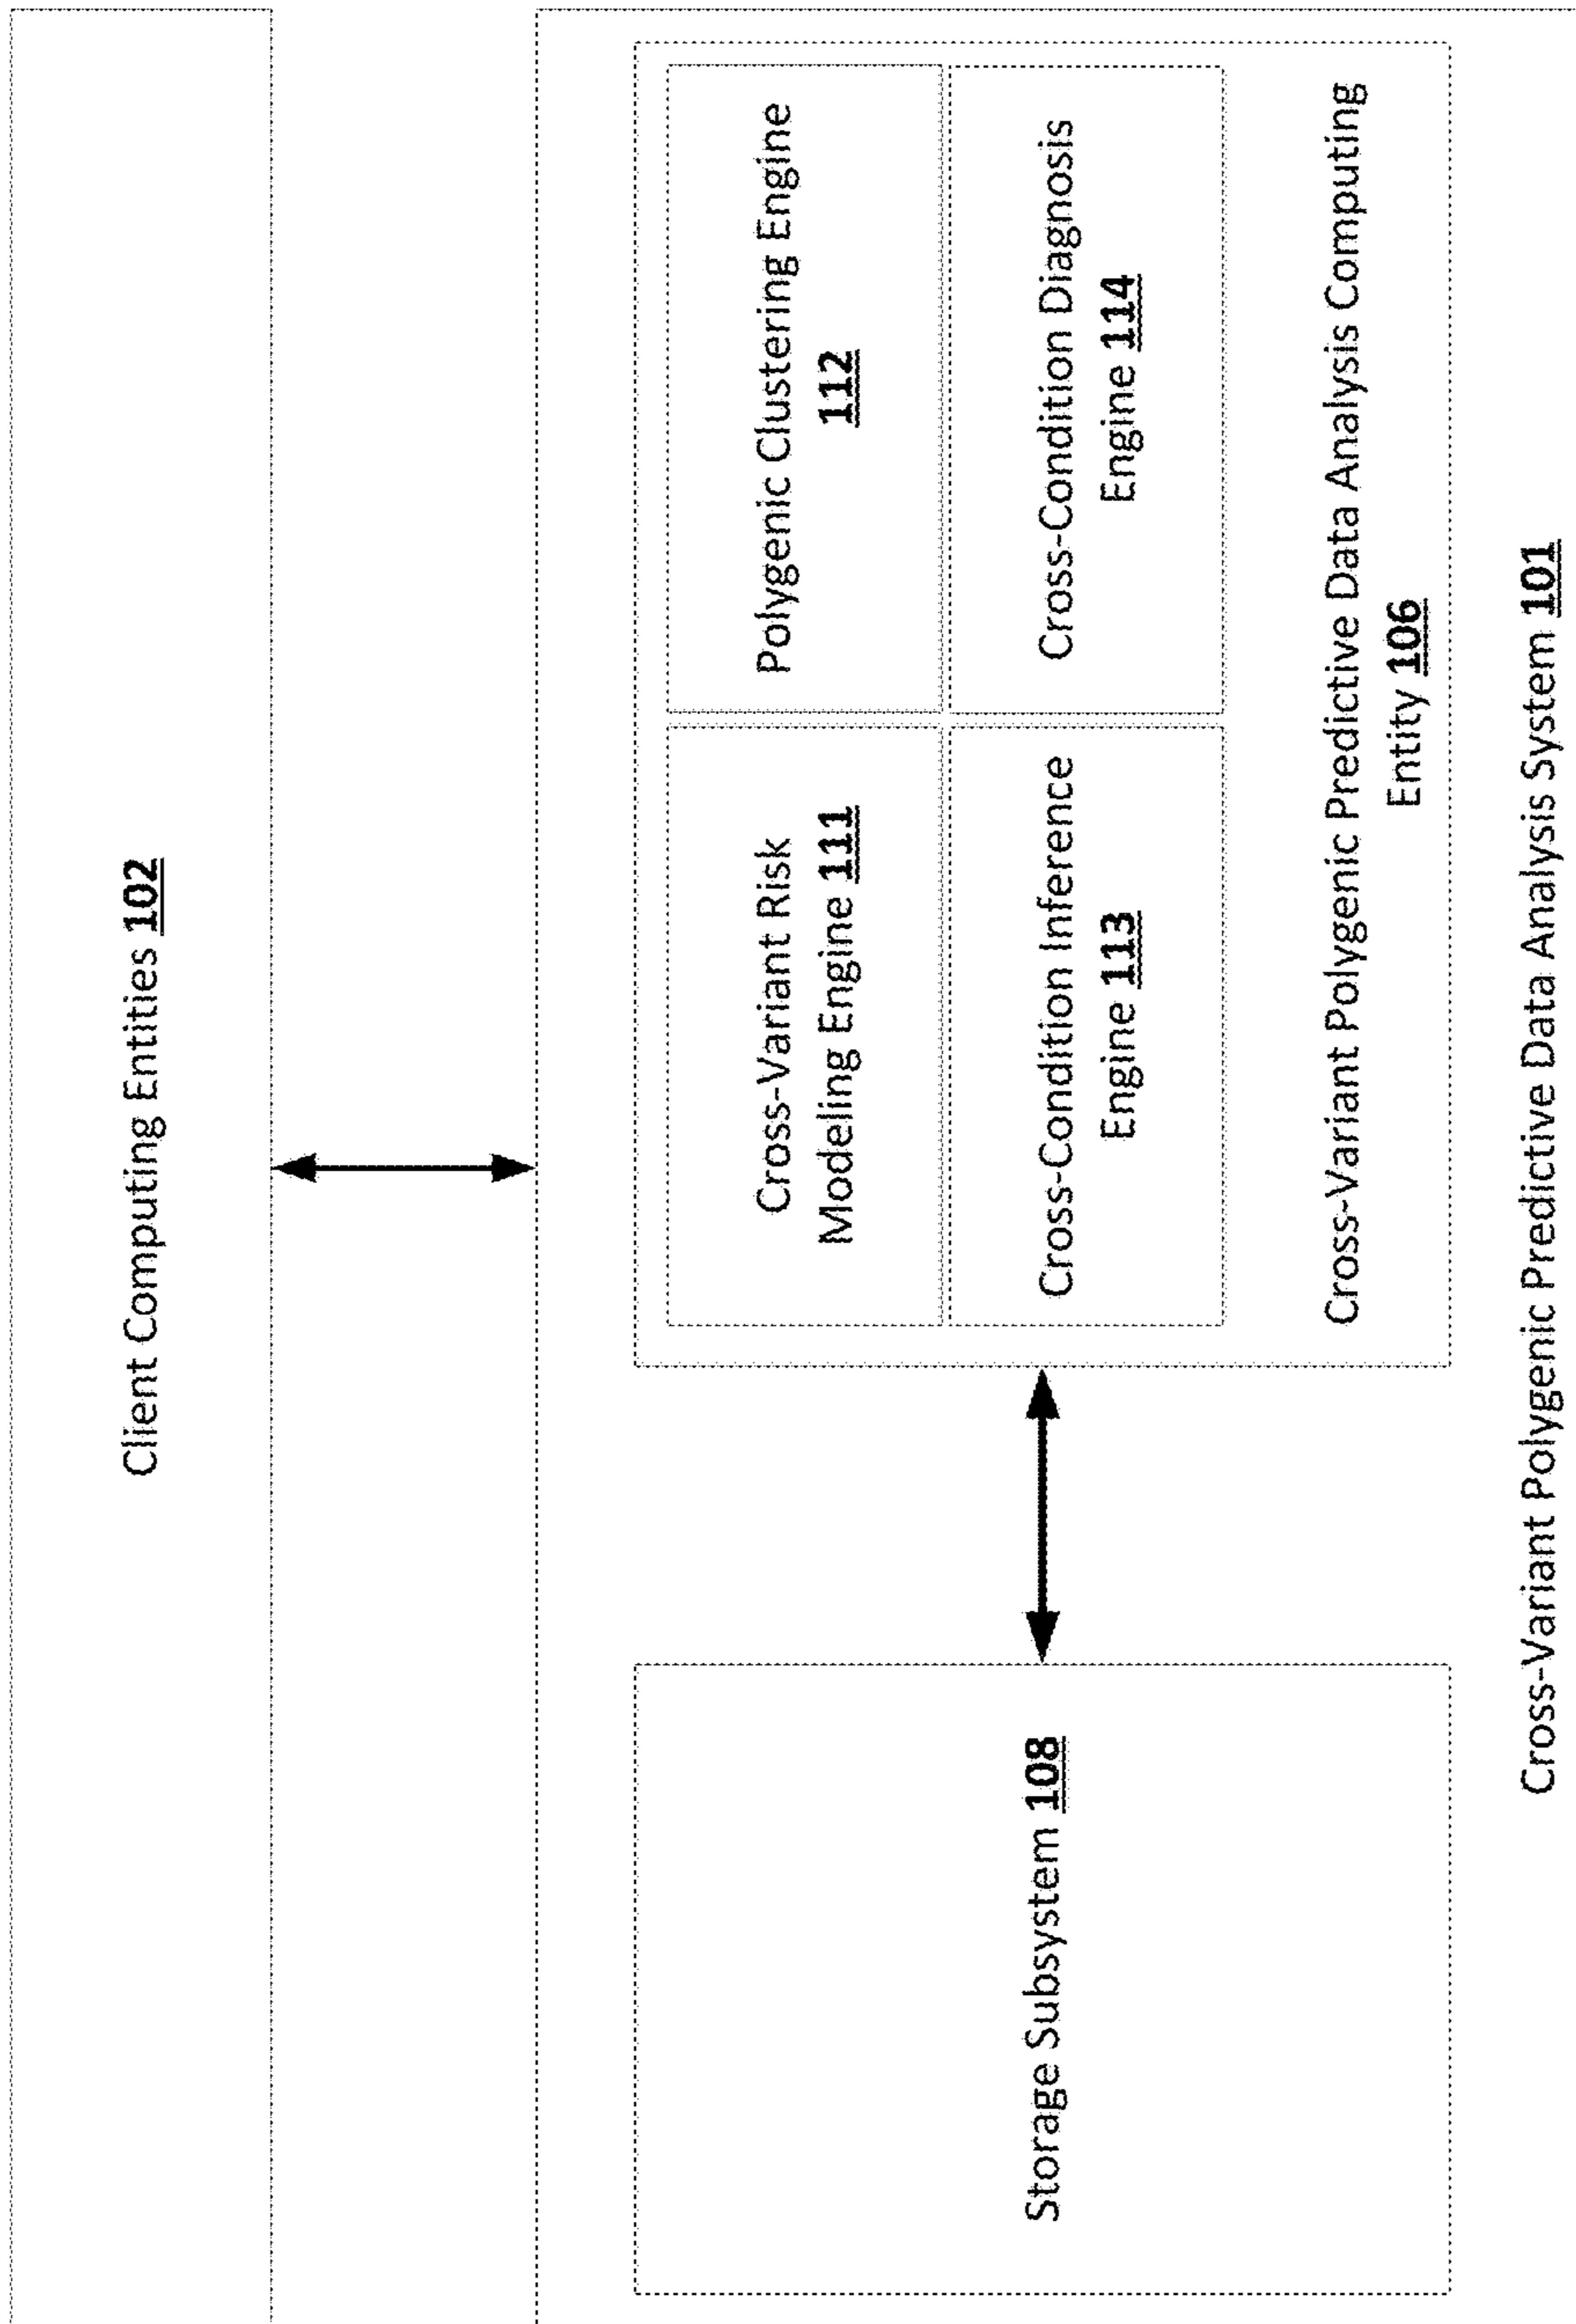 Client Computing Entities 102
Storage Subsystem 108
Cross-Variant Risk
Modeling Engine 111
Polygenic Clustering Engine
112
Cross-Condition Inference
Engine 113
Cross-Condition Diagnosis
Engine 114
Cross-Variant Polygenic Predictive Data Analysis Computing
Entity 106
Cross-Variant Polygenic Predictive Data Analysis System 101